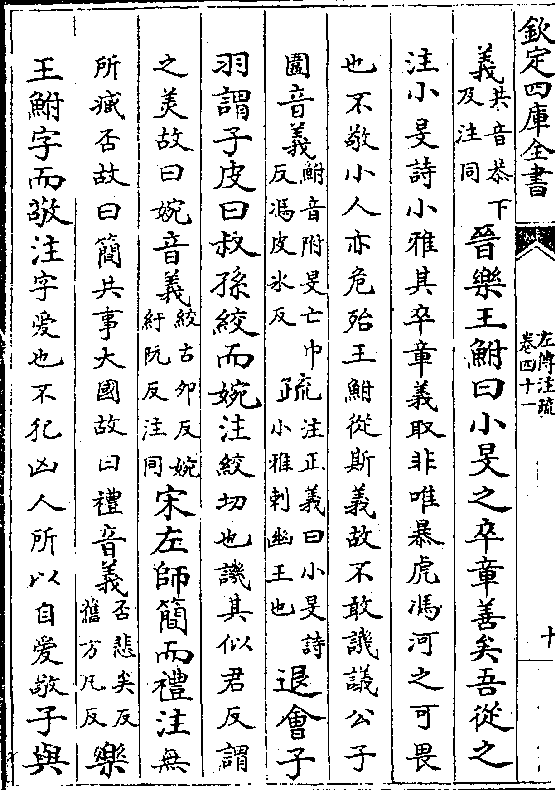 欽定四庫全書
左傳注疏
卷四十一
十
義共音恭下
及注同
晉樂王鮒曰小旻之卒章善矣吾從之
注小旻詩小雅其卒章義取非唯暴虎馮河之可畏
也不敬小人亦危殆王鮒從斯義故不敢譏議公子
圍音義鮒音附旻亡巾
反馮皮氷反
疏注正義曰小旻詩
小雅刺幽王也
退會子
羽謂子皮曰叔孫絞而婉注絞切也譏其似君反謂
之美故曰婉音義絞古卯反婉
紆阮反注同
宋左師簡而禮注無
所臧否故曰簡共事大國故曰禮音義否悲矣反
舊方九反
樂
王鮒字而敬注字愛也不犯凶人所以自愛敬子與